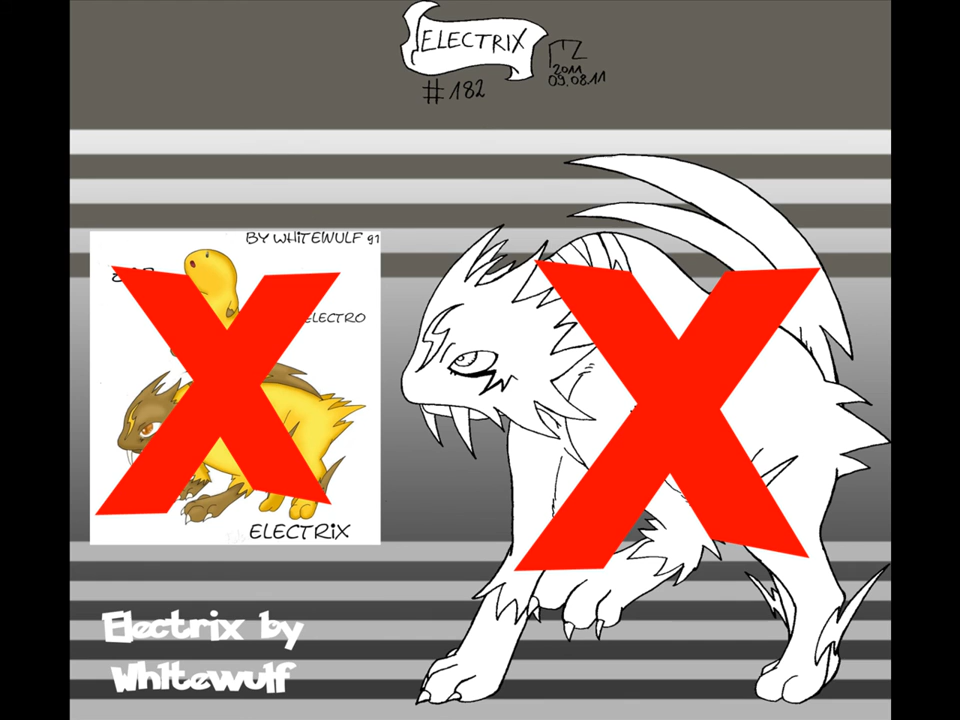 ELECTRIX
2011
09.08.11
#182
BY WHITEWULF 91
ELECTRO
ELECTRIX
Electrix by
Whitewulf